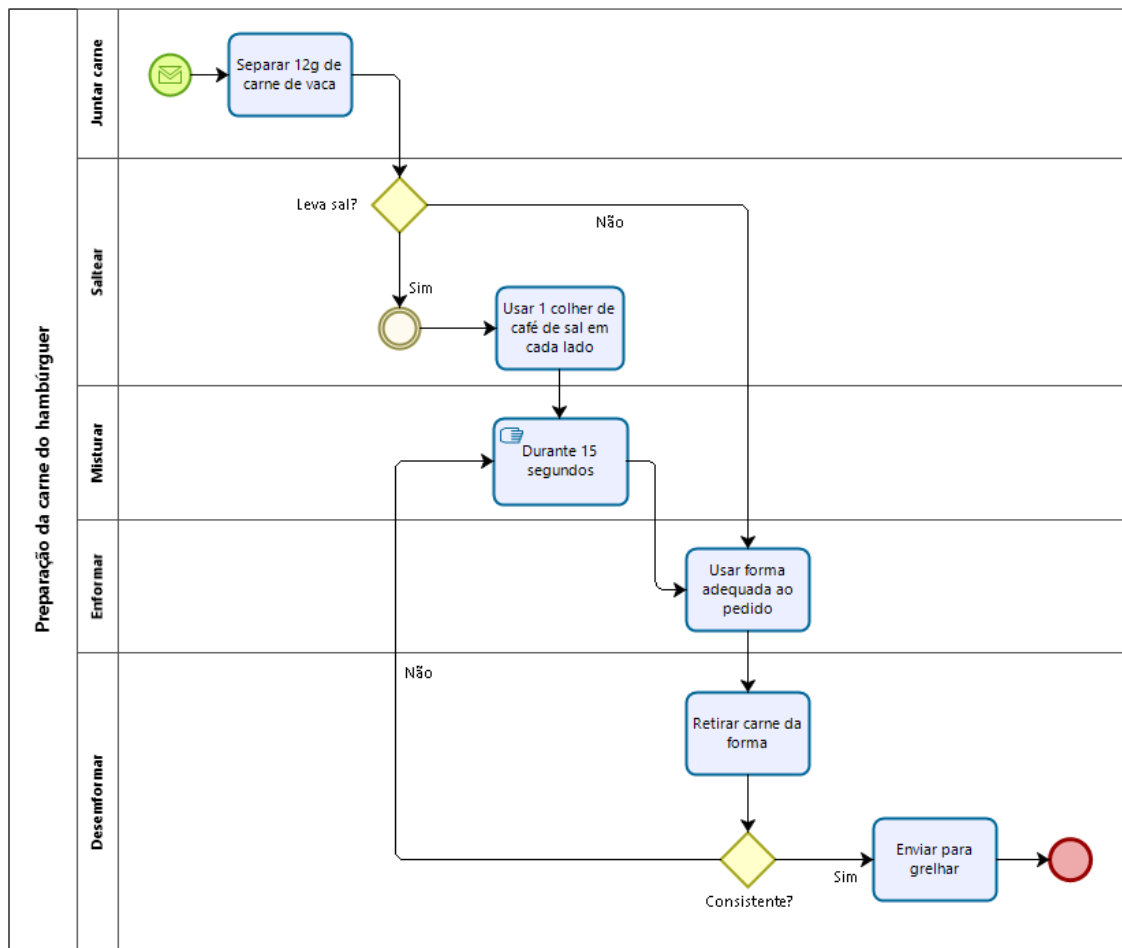 Preparação da carne do hambúrguer
Juntar carne
Separar 12g de
carne de vaca
Saltear
Leva sal?
Não
Sim
Usar 1 colher de
café de sal em
cada lado
Misturar
Durante 15
segundos
Enformar
Usar forma
adequada ao
pedido
Desemformar
Não
Retirar carne da
forma
Consistente?
Sim
Enviar para
grelhar